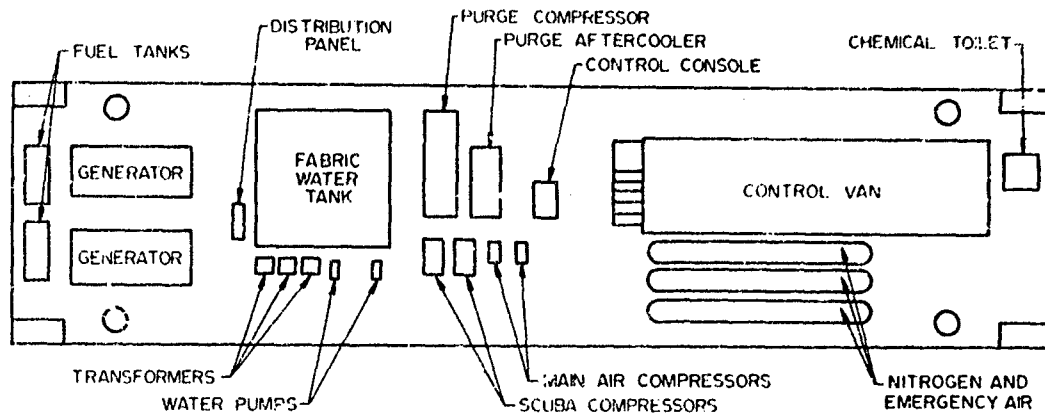 PURGE COMPRESSOR
DISTRIBUTION
PANEL
PURGE AFTERCOOLER
CHEMICAL TOILET
FUEL TANKS
CONTROL CONSOLE
GENERATOR
FABRIC
WATER
TANK
CONTROL VAN
GENERATOR
TRANSFORMERS
MAIN AIR COMPRESSORS
NITROGEN AND
EMERGENCY AIR
WATER PUMPS
SCUBA COMPRESSORS